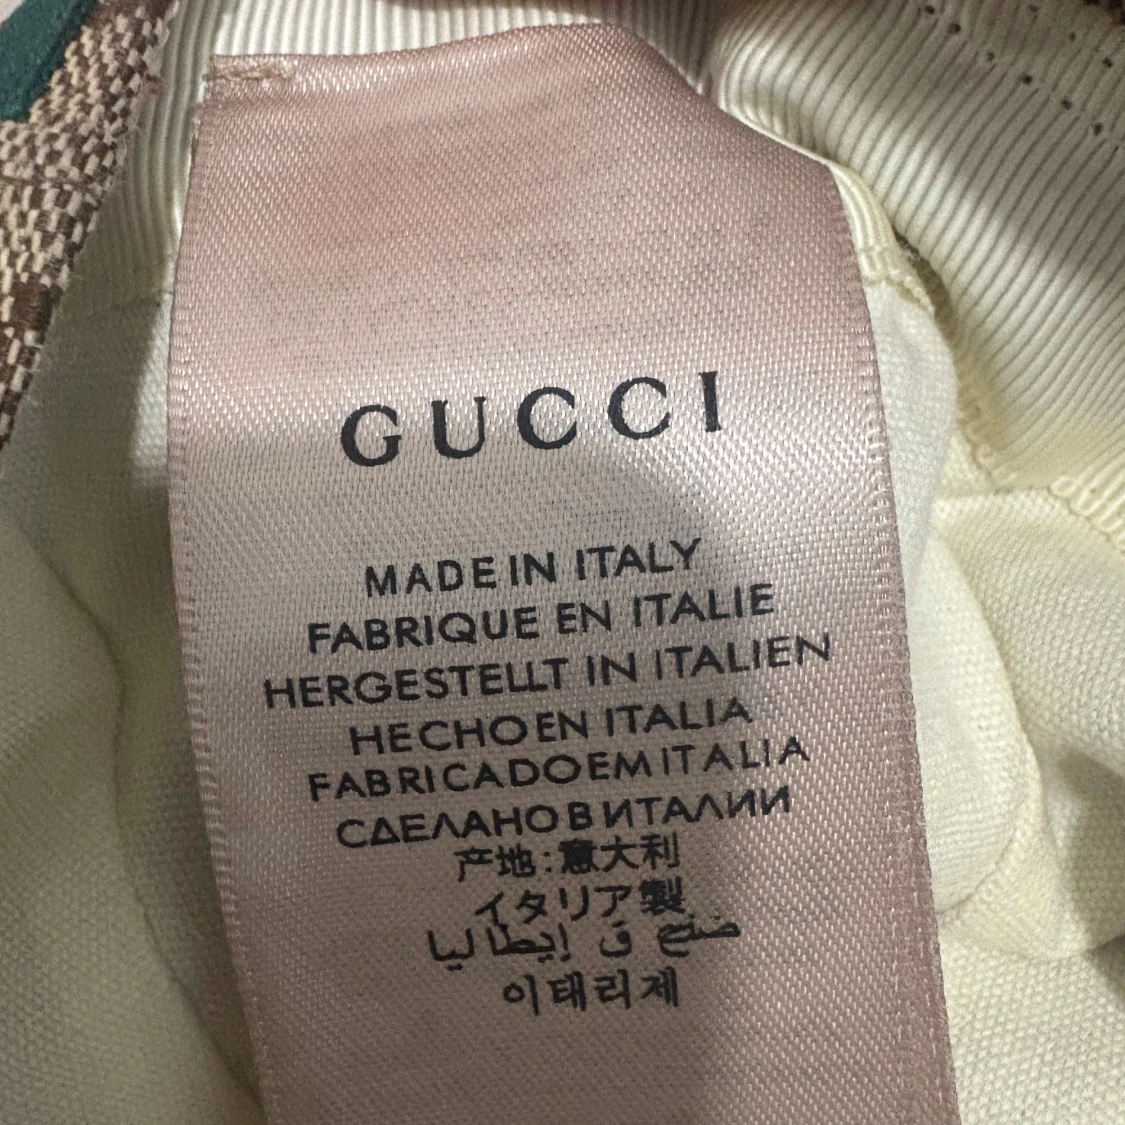 GUCCI
MADE IN ITALY
FABRIQUE EN ITALIE
HERGESTELLT IN ITALIEN
HECHO EN ITALIA
FABRICADO EM ITALIA
СДЕЛАНО В ИТАЛИИ
产地:意大利
イタリア製
صنع ق إيطاليا
이태리제